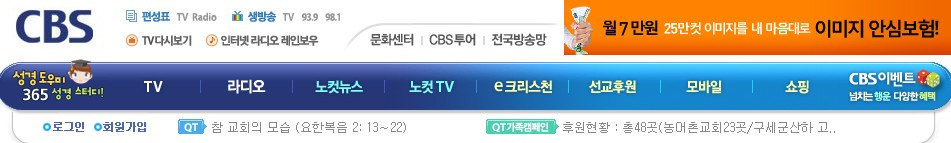 CBS
편성표 TV Radio 생방송 TV 93.9 98.1
TV다시보기 인터넷 라디오 레인보우
문화센터 CBS투어 전국방송망
월 7 만원 25만컷 이미지를 내 마음대로 이미지 안심보험!
성경 도우미
365 성경 스터디!
TV 라디오 노컷뉴스 노컷 TV e크리스천 선교후원 모바일 쇼핑
CBS이벤트
넘치는 행운 다양한 혜택
로그인 회원가입 QT 참 교회의 모습 (요한복음 2: 13~22) QT가족캠페인 후원현황 : 총48곳(농어촌교회23곳/구세군산하 고..